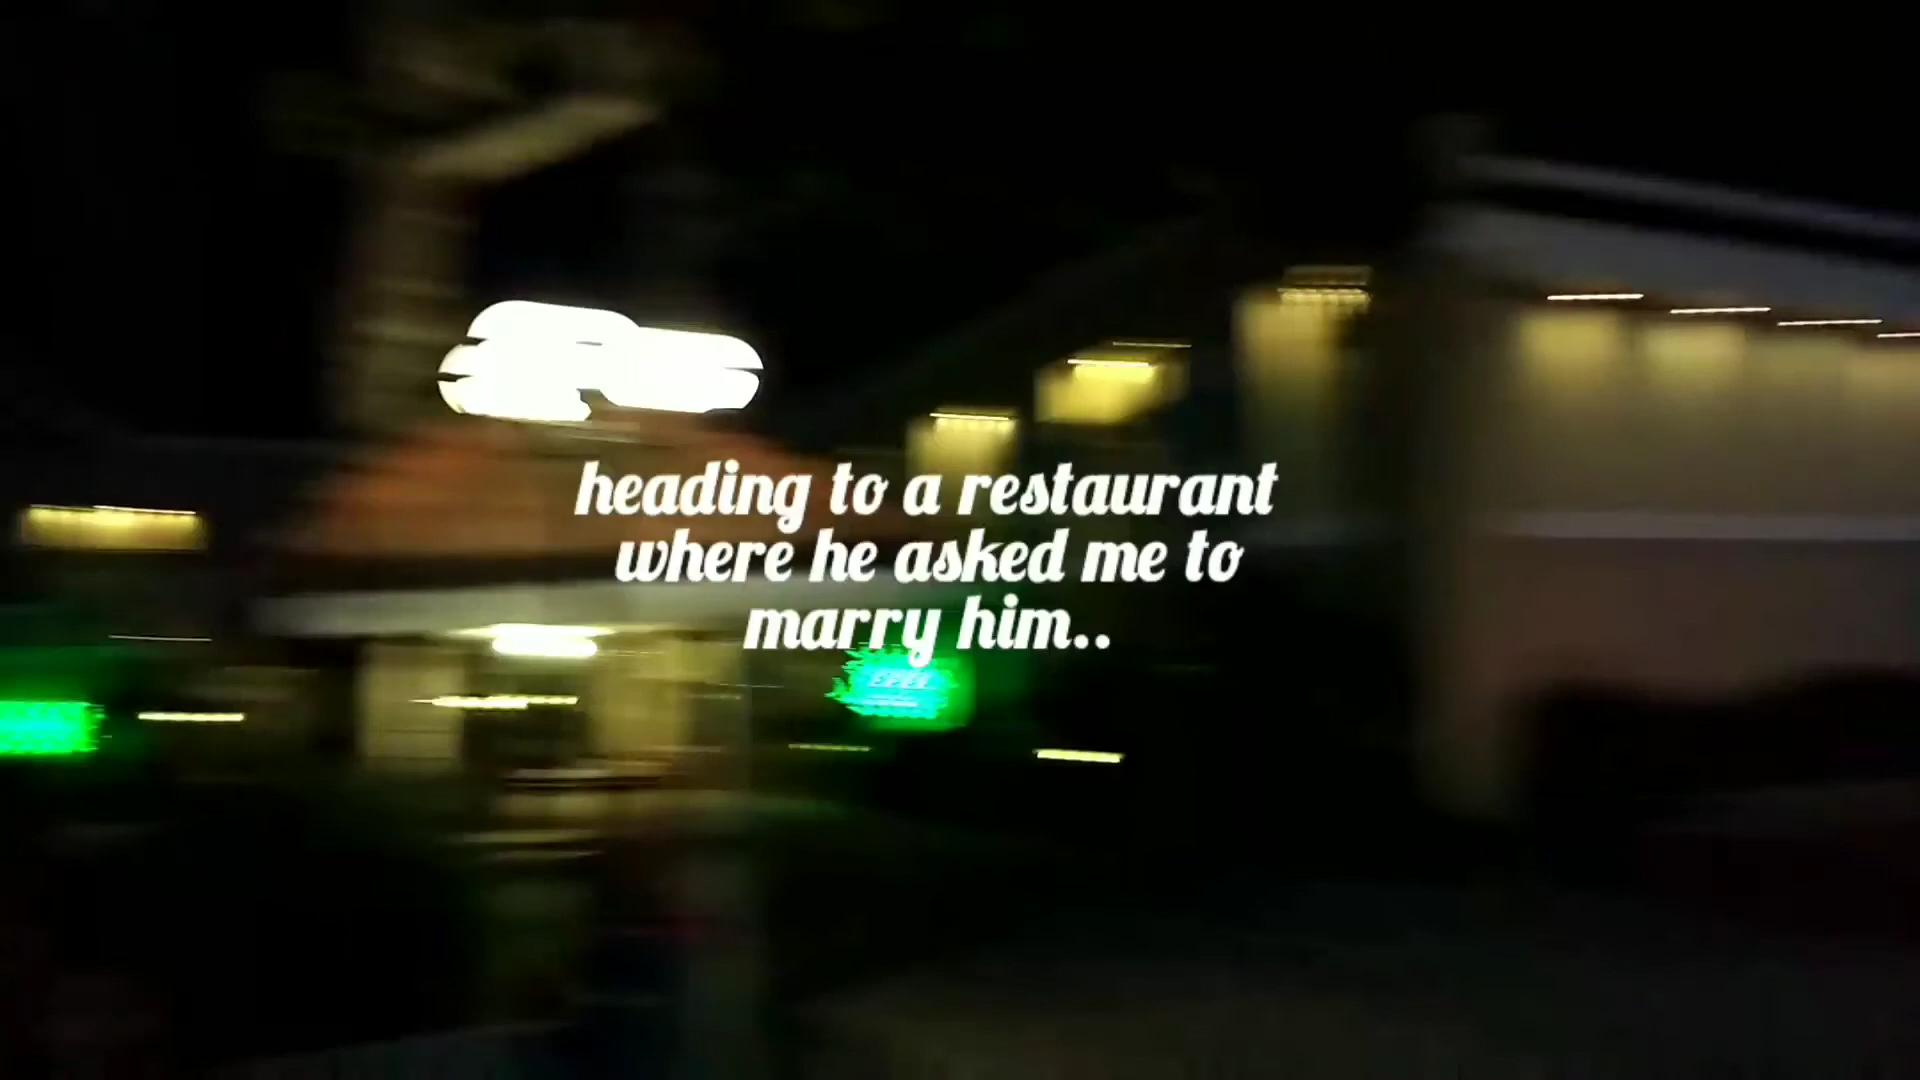 heading to a restaurant
where he asked me to
marry him..